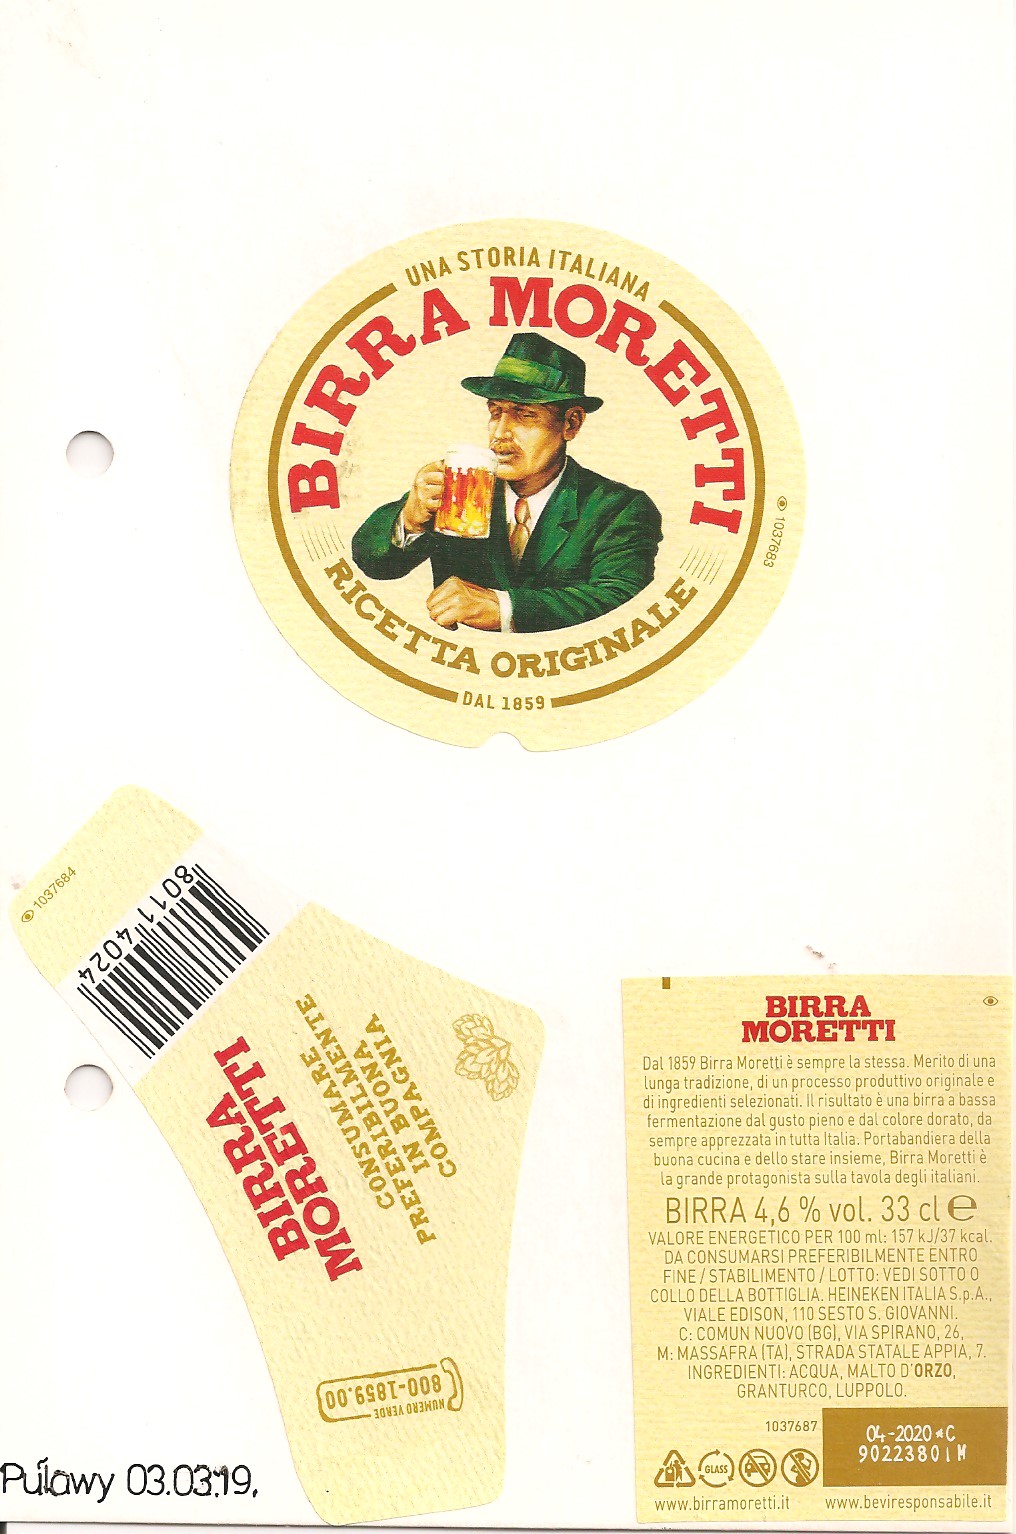 UNA STORIA ITALIANA
BIRRA MORETTI
RICETTA ORIGINALE
DAL 1859
1037683
1037684
80114024
BIRRA
MORETTI
CONSUMARE
PREFERIBILMENTE
IN BUONA
COMPAGNIA
NUMERO VERDE
800-1859.00
BIRRA
MORETTI
Dal 1859 Birra Moretti è sempre la stessa. Merito di una
lunga tradizione, di un processo produttivo originale e
di ingredienti selezionati. Il risultato è una birra a bassa
fermentazione dal gusto pieno e dal colore dorato, da
sempre apprezzata in tutta Italia. Portabandiera della
buona cucina e dello stare insieme, Birra Moretti è
la grande protagonista sulla tavola degli italiani.
BIRRA 4,6 % vol. 33 cl e
VALORE ENERGETICO PER 100 ml: 157 kJ/37 kcal.
DA CONSUMARSI PREFERIBILMENTE ENTRO
FINE / STABILIMENTO / LOTTO: VEDI SOTTO O
COLLO DELLA BOTTIGLIA. HEINEKEN ITALIA S.p.A.,
VIALE EDISON, 110 SESTO S. GIOVANNI.
C: COMUN NUOVO (BG), VIA SPIRANO, 26,
M: MASSAFRA (TA), STRADA STATALE APPIA, 7.
INGREDIENTI: ACQUA, MALTO D'ORZO,
GRANTURCO, LUPPOLO.
1037687
04-2020*C
90223801M
GLASS
www.birramoretti.it www.beviresponsabile.it
Puławy 03.03.19.